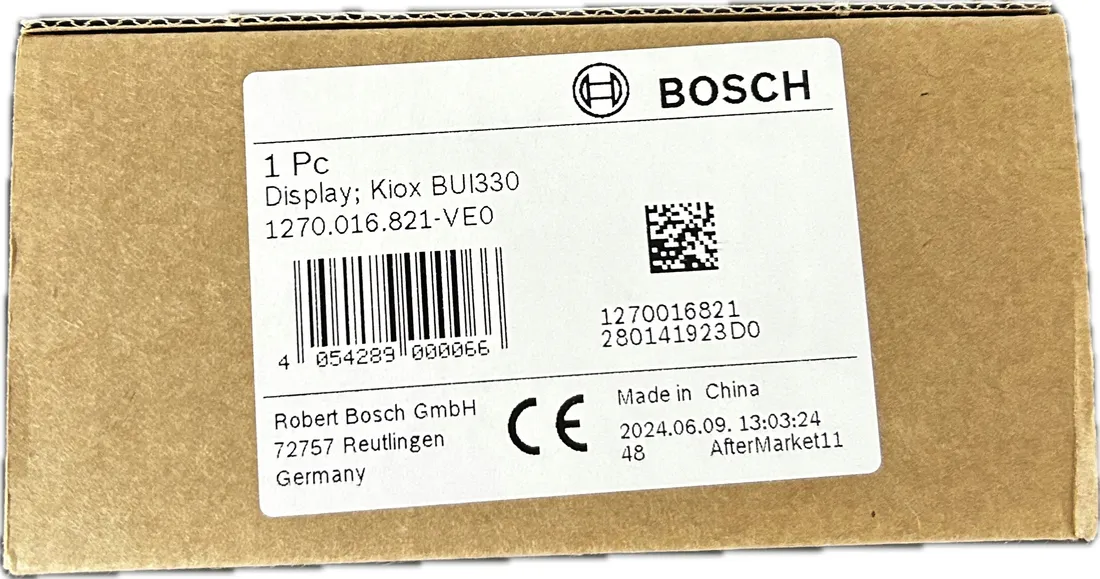 BOSCH
1 Pc
Display; Kiox BUI330
1270.016.821-VE0
4 054289 000066
1270016821
280141923D0
Robert Bosch GmbH
72757 Reutlingen
Germany
CE
Made in China
2024.06.09. 13:03:24
48 AfterMarket11